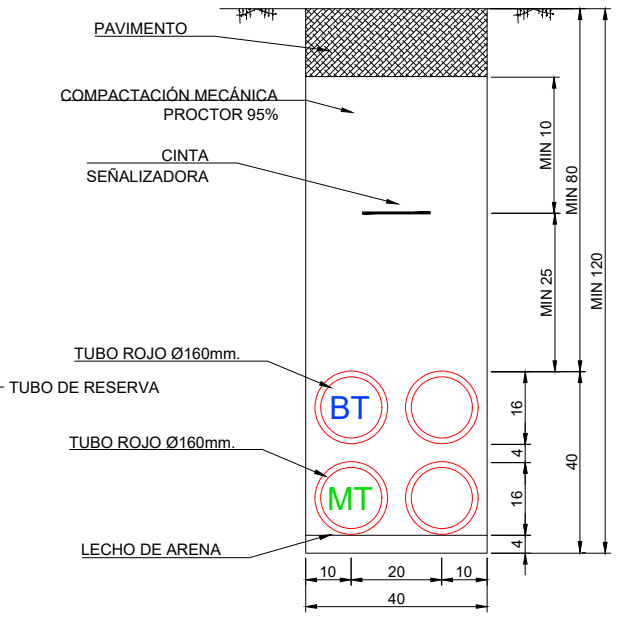 PAVIMENTO
COMPACTACIÓN MECÁNICA
PROCTOR 95%
CINTA
SEÑALIZADORA
TUBO ROJO Ø160mm.
TUBO DE RESERVA
TUBO ROJO Ø160mm.
LECHO DE ARENA
BT
MT
MIN 10
MIN 25
MIN 80
MIN 120
16
4
16
4
40
10
20
10
40